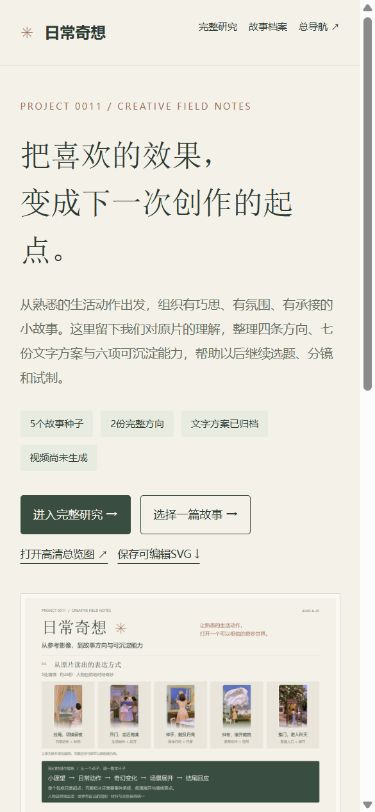 ✳ 日常奇想
完整研究 故事档案 总导航 ↗
PROJECT 0011 / CREATIVE FIELD NOTES
把喜欢的效果，
变成下一次创作的起
点。
从熟悉的生活动作出发，组织有巧思、有氛围、有承接的
小故事。这里留下我们对原片的理解，整理四条方向、七
份文字方案与六项可沉淀能力，帮助以后继续选题、分镜
和试制。
5个故事种子 2份完整方向 文字方案已归档
视频尚未生成
进入完整研究 → 选择一篇故事 →
打开高清总览图 ↗ 保存可编辑SVG ↓
PROJECT 0011 / CREATIVE FIELD NOTES
日常奇想 ✳
让熟悉的生活动作，
打开一个可以相信的奇妙世界。
从参考影像，到故事方向与可沉淀能力
从原片读出的表达方式
小愿望 → 日常动作 → 奇幻变化 → 场景展开 → 结尾回应